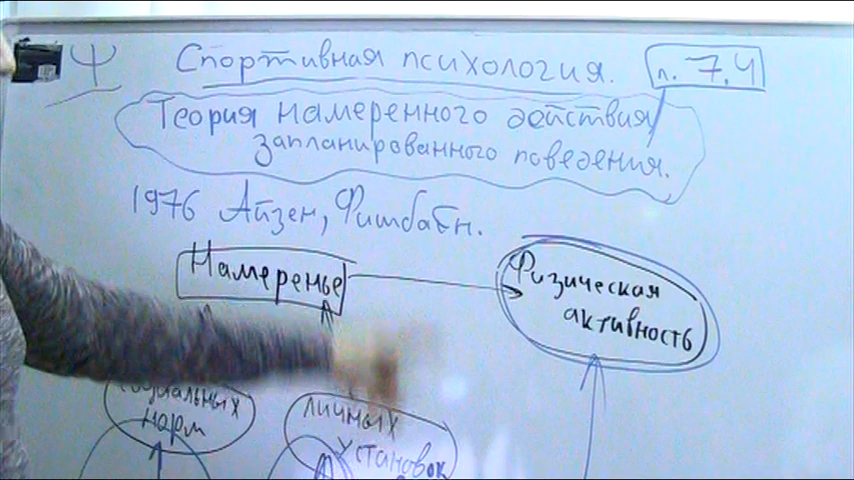 Ψ Спортивная психология. п. 7.4
Теория намеренного действия/
запланированного поведения.
1976 Айзен, Фишбайн.
Намеренье
Физическая
активность
социальных
норм
личных
установок